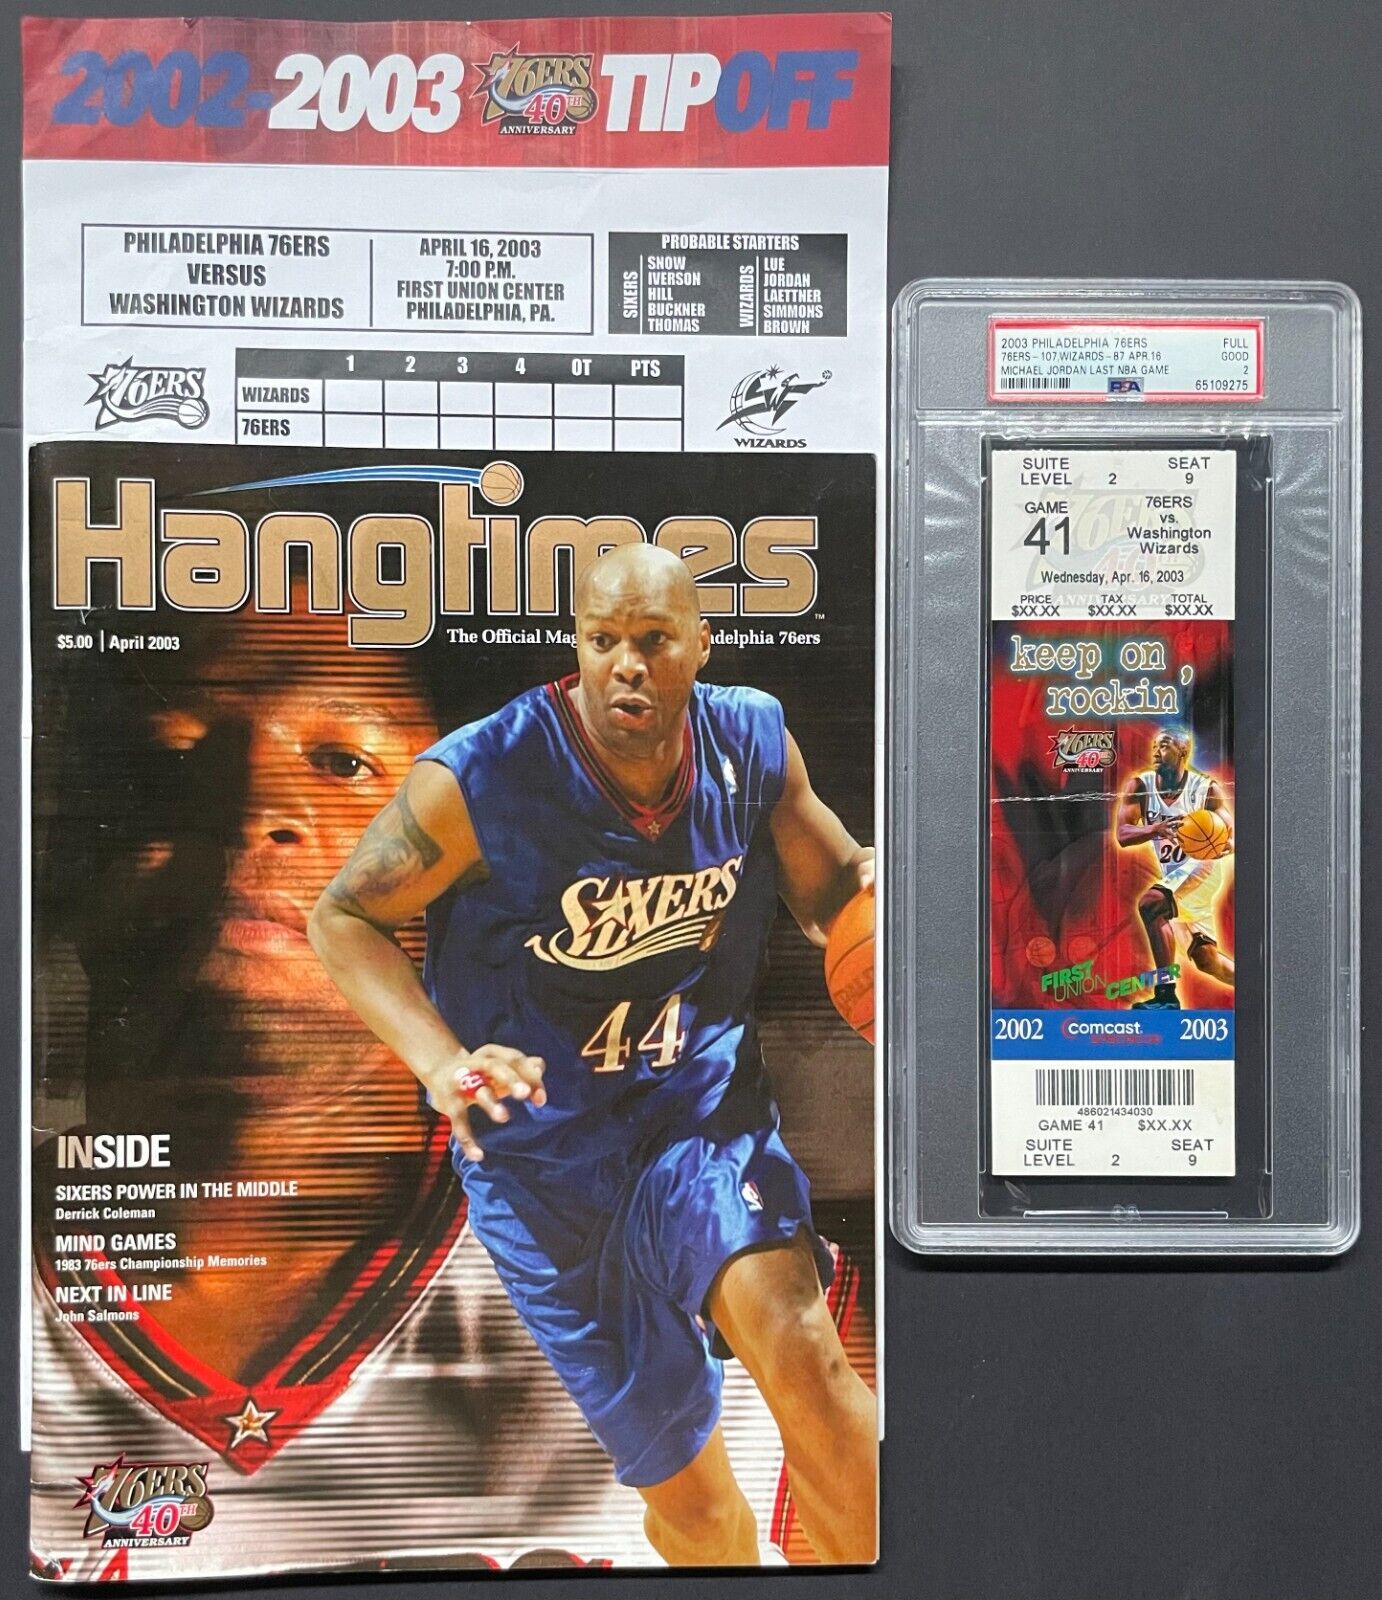 2002-2003 76ERS 40TH ANNIVERSARY TIPOFF
PHILADELPHIA 76ERS
VERSUS
WASHINGTON WIZARDS
APRIL 16, 2003
7:00 P.M.
FIRST UNION CENTER
PHILADELPHIA, PA.
PROBABLE STARTERS
SIXERS
SNOW
IVERSON
HILL
BUCKNER
THOMAS
WIZARDS
LUE
JORDAN
LAETTNER
SIMMONS
BROWN
76ERS
1 2 3 4 OT PTS
WIZARDS
76ERS
WIZARDS
Hangtimes™
$5.00 | April 2003
The Official Mag delphia 76ers
SIXERS
44
INSIDE
SIXERS POWER IN THE MIDDLE
Derrick Coleman
MIND GAMES
1983 76ers Championship Memories
NEXT IN LINE
John Salmons
76ERS
40TH
ANNIVERSARY
2003 PHILADELPHIA 76ERS FULL
76ERS-107,WIZARDS-87 APR.16 GOOD
MICHAEL JORDAN LAST NBA GAME 2
PSA 65109275
SUITE LEVEL 2 SEAT 9
GAME 41
76ERS
vs.
Washington
Wizards
Wednesday, Apr. 16, 2003
PRICE TAX TOTAL
$XX.XX $XX.XX $XX.XX
keep on
rockin'
76ERS
40TH
ANNIVERSARY
20
FIRST
UNION CENTER
2002 comcast SPECTACOR 2003
486021434030
GAME 41 $XX.XX
SUITE LEVEL 2 SEAT 9